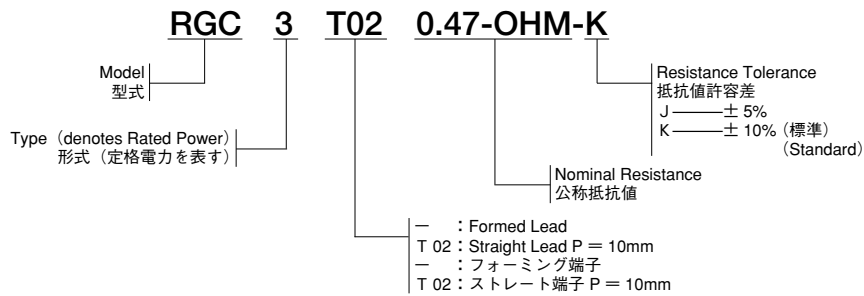 RGC 3 T02 0.47-OHM-K
Model
型式
Type（denotes Rated Power）
形式（定格電力を表す）
Resistance Tolerance
抵抗値許容差
J ± 5%
K ± 10%（標準）
（Standard）
Nominal Resistance
公称抵抗値
－ ：Formed Lead
T 02：Straight Lead P ＝ 10mm
－ ：フォーミング端子
T 02：ストレート端子 P ＝ 10mm